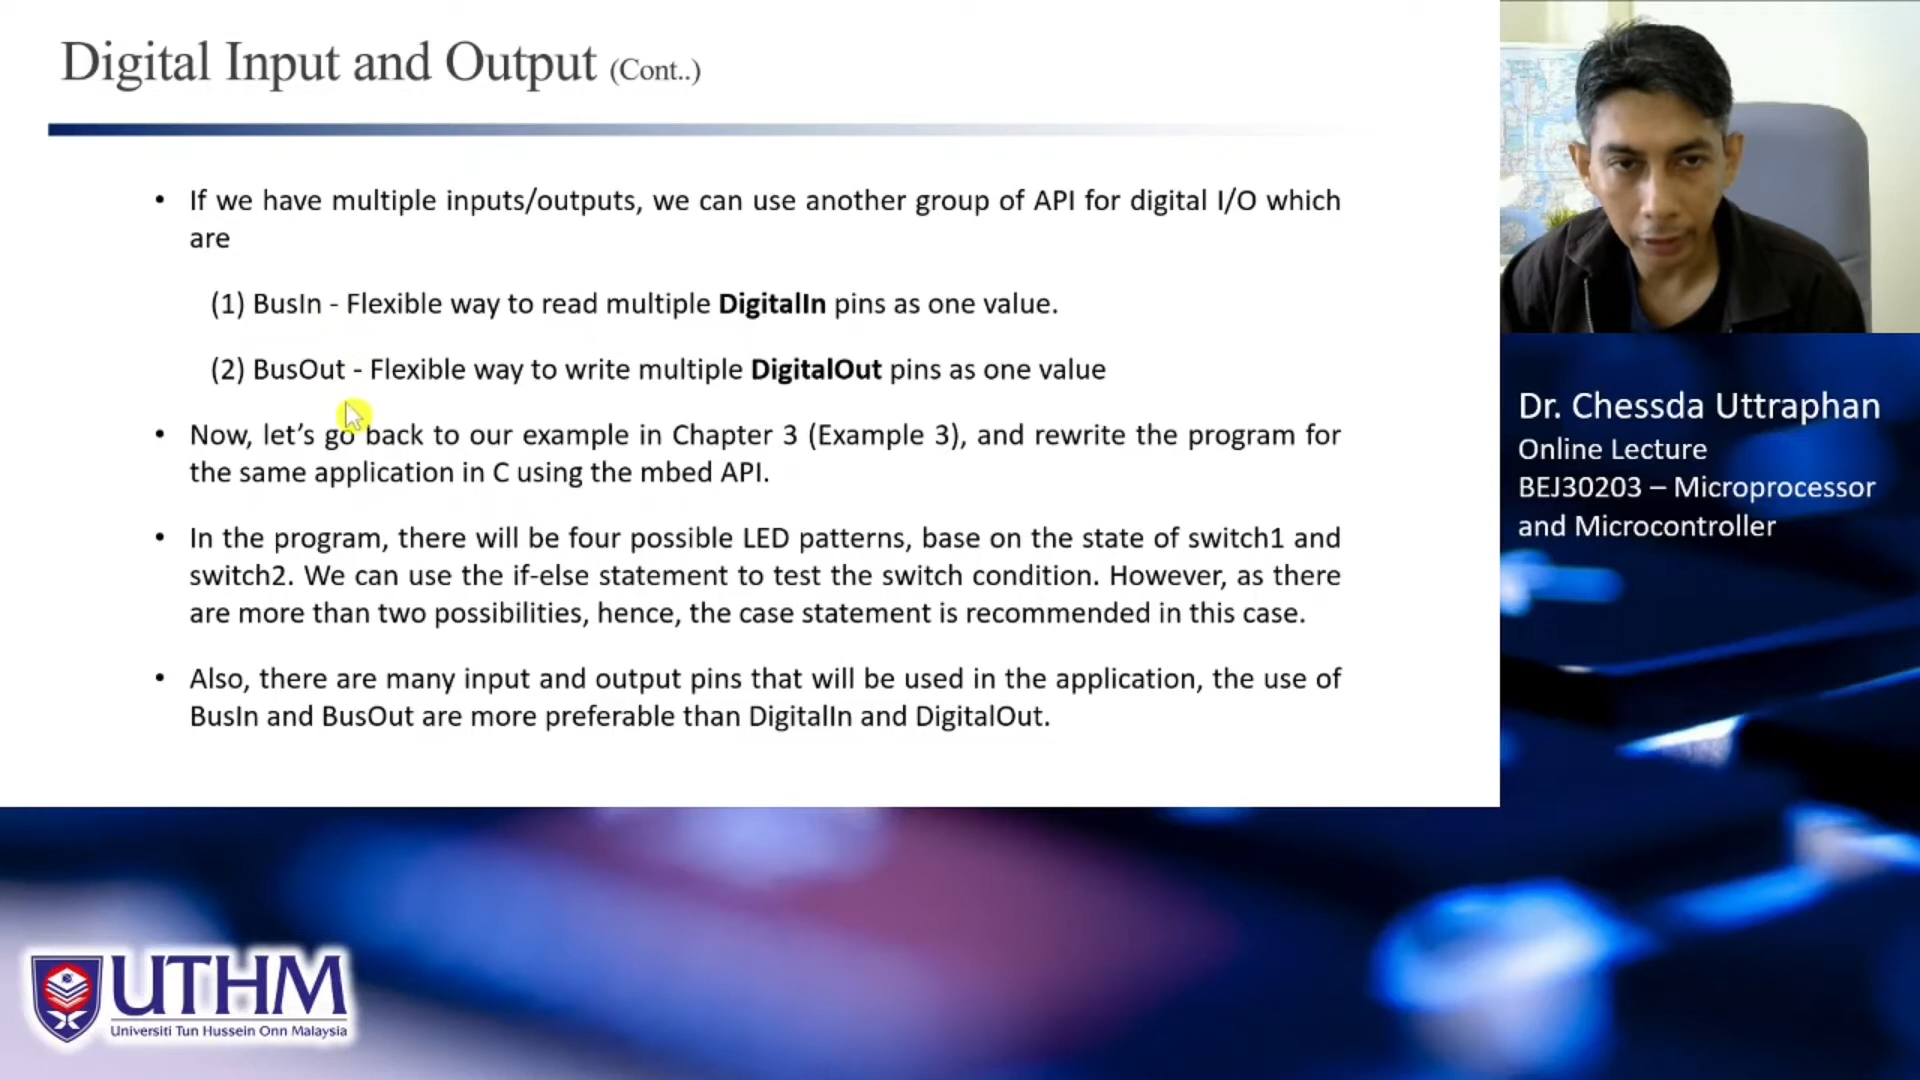 Digital Input and Output (Cont..)
• If we have multiple inputs/outputs, we can use another group of API for digital I/O which
are
(1) BusIn - Flexible way to read multiple DigitalIn pins as one value.
(2) BusOut - Flexible way to write multiple DigitalOut pins as one value
• Now, let's go back to our example in Chapter 3 (Example 3), and rewrite the program for
the same application in C using the mbed API.
• In the program, there will be four possible LED patterns, base on the state of switch1 and
switch2. We can use the if-else statement to test the switch condition. However, as there
are more than two possibilities, hence, the case statement is recommended in this case.
• Also, there are many input and output pins that will be used in the application, the use of
BusIn and BusOut are more preferable than DigitalIn and DigitalOut.
Dr. Chessda Uttraphan
Online Lecture
BEJ30203 – Microprocessor
and Microcontroller
UTHM
Universiti Tun Hussein Onn Malaysia